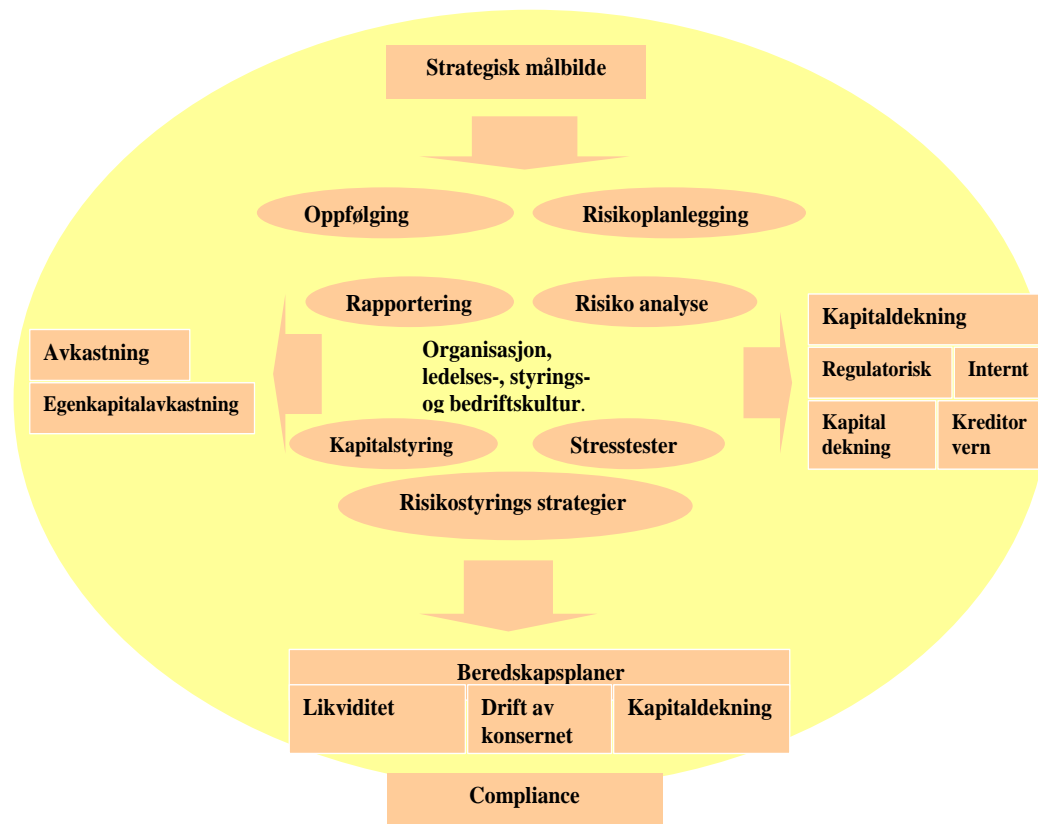 Strategisk målbilde
Oppfølging
Risikoplanlegging
Rapportering
Risiko analyse
Avkastning
Egenkapitalavkastning
Organisasjon,
ledelses-, styrings-
og bedriftskultur.
Kapitaldekning
Regulatorisk
Internt
Kapital
dekning
Kreditor
vern
Kapitalstyring
Stresstester
Risikostyrings strategier
Beredskapsplaner
Likviditet
Drift av
konsernet
Kapitaldekning
Compliance